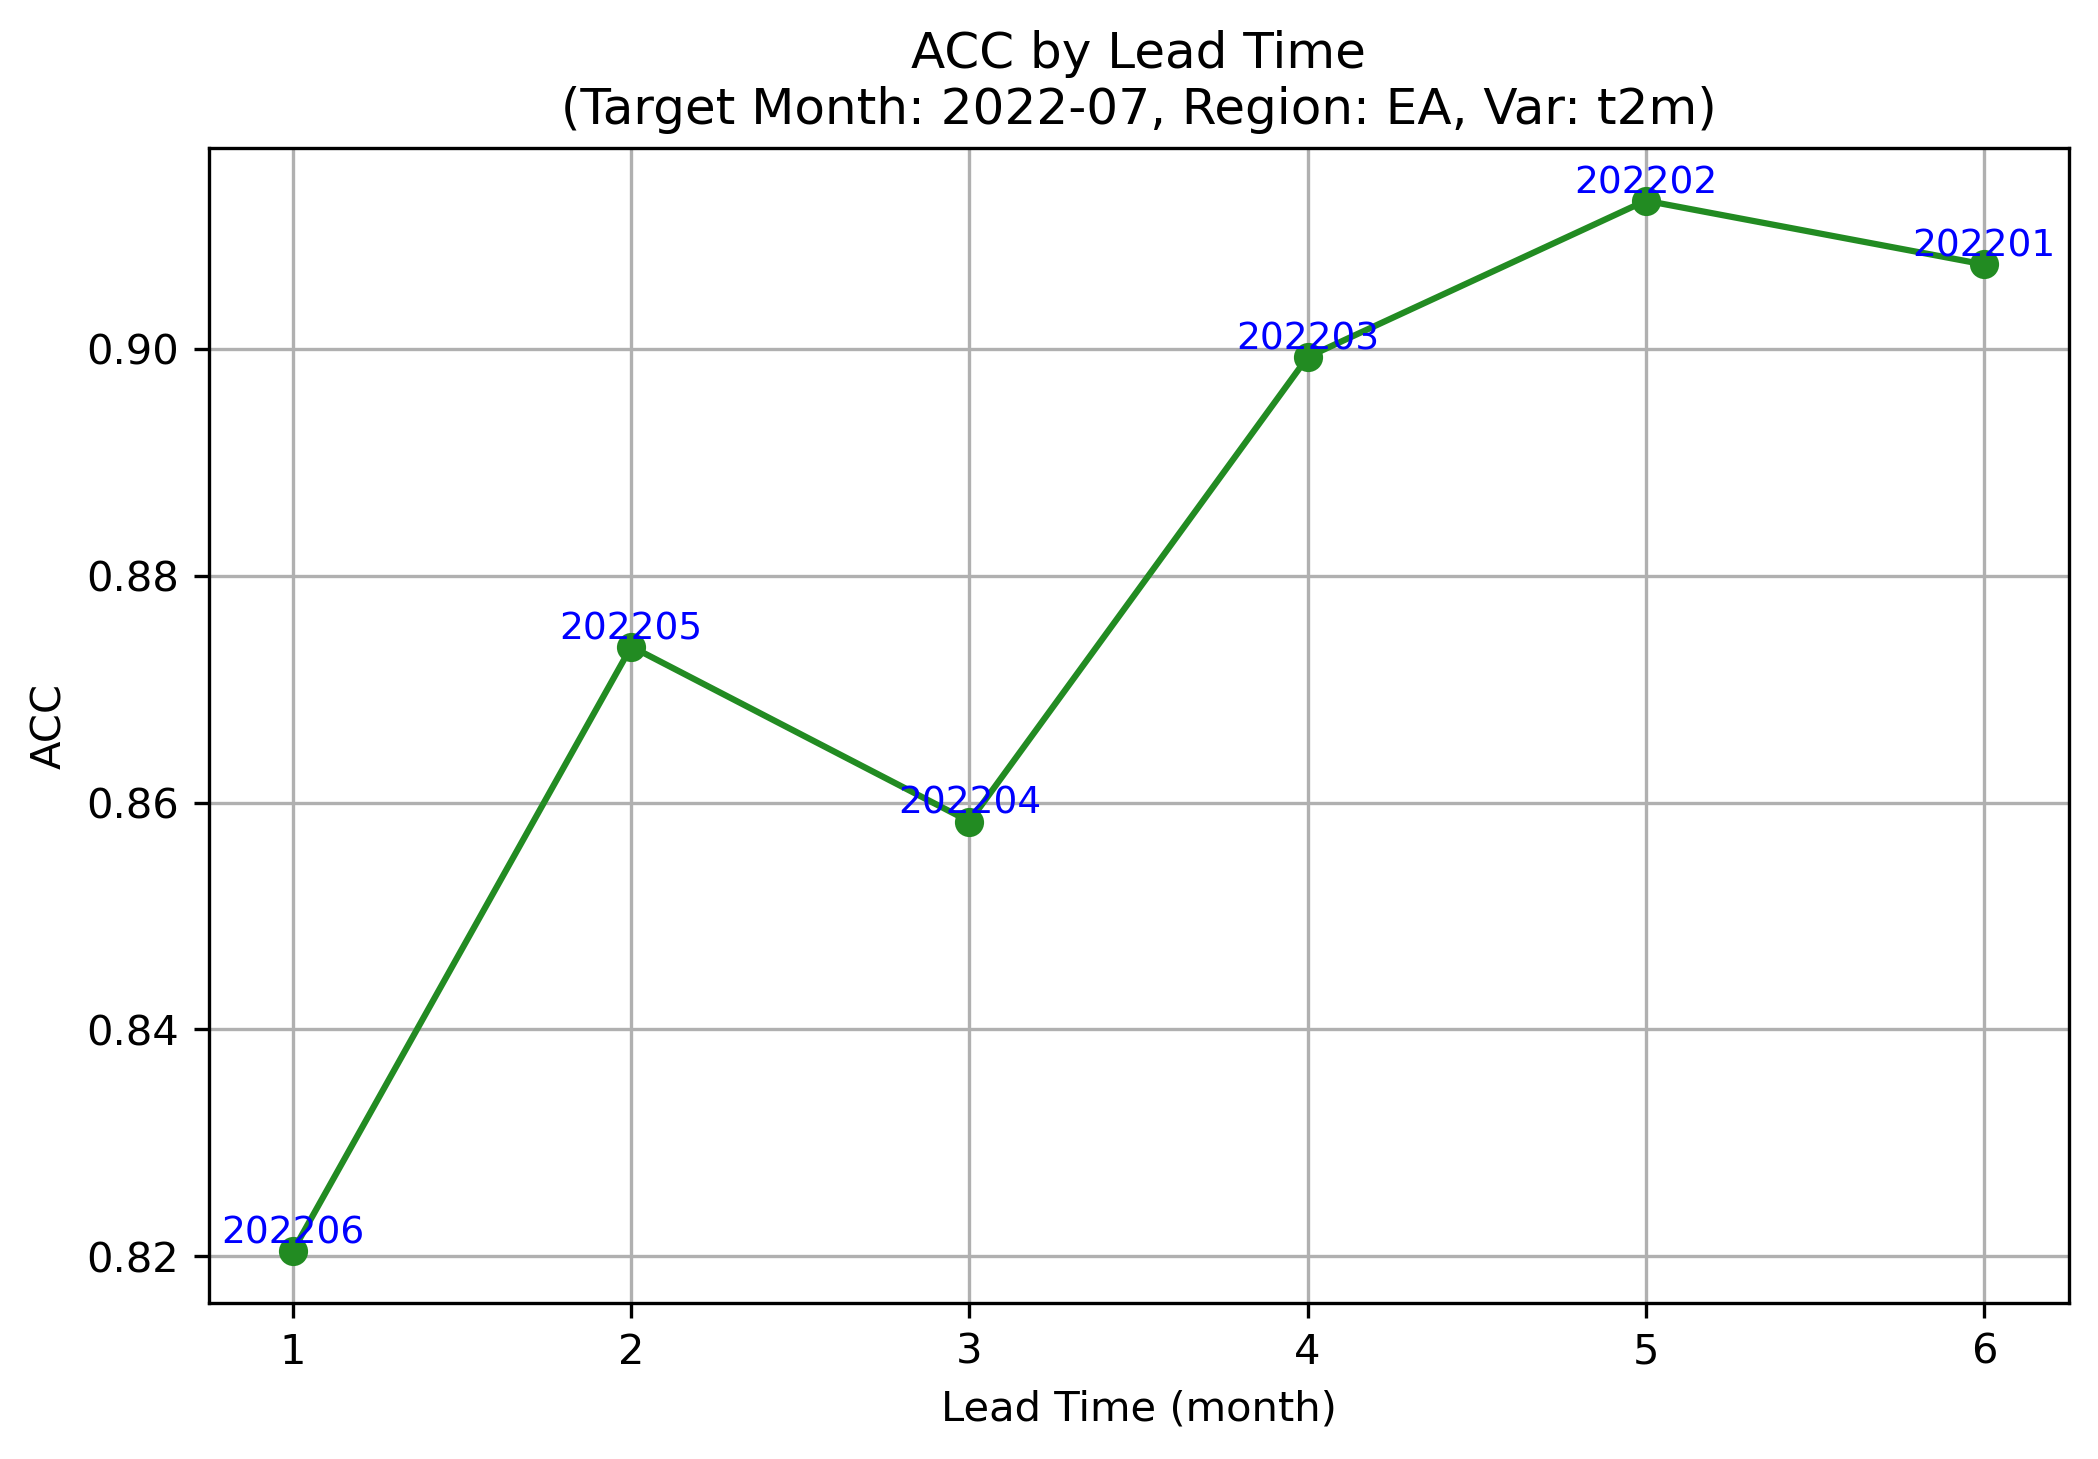 ACC by Lead Time
(Target Month: 2022-07, Region: EA, Var: t2m)
202202
202201
202203
0.90
0.88
202205
ACC
0.86
202204
0.84
202206
0.82
1 2 3 4 5 6
Lead Time (month)